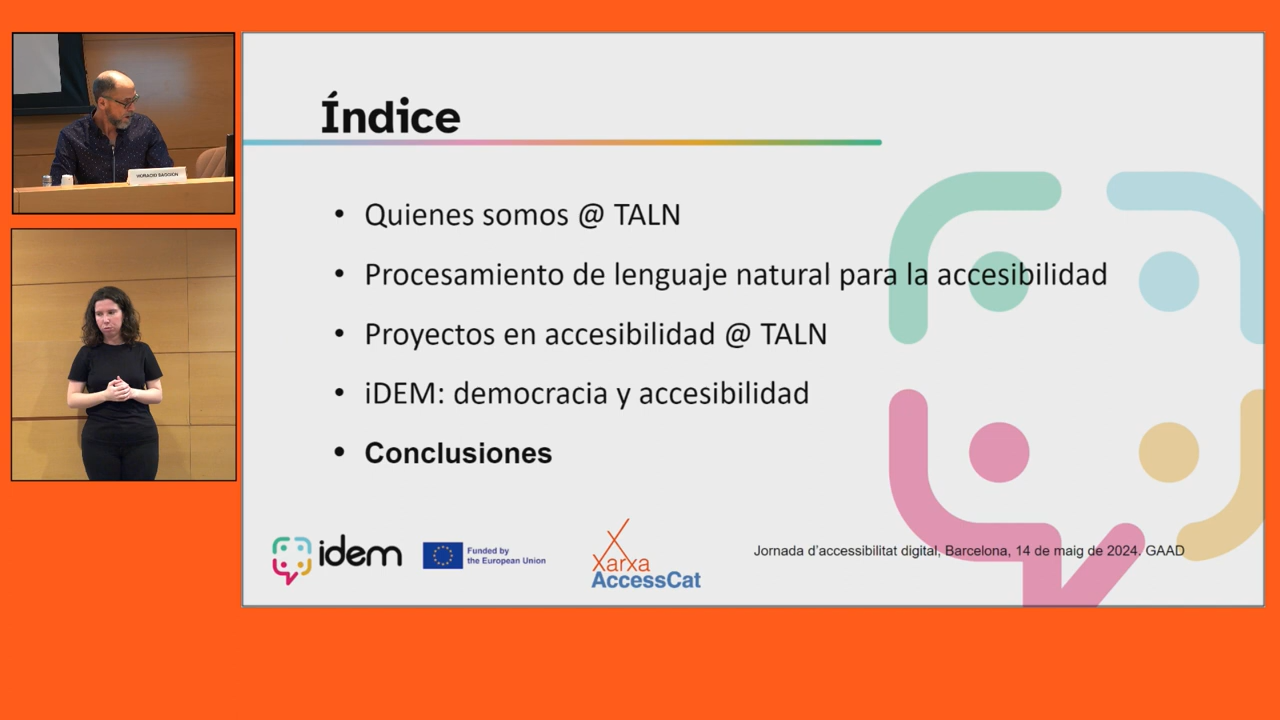 HORACIO SAGGION
Índice
• Quienes somos @ TALN
• Procesamiento de lenguaje natural para la accesibilidad
• Proyectos en accesibilidad @ TALN
• iDEM: democracia y accesibilidad
• Conclusiones
idem
Funded by
the European Union
Xarxa
AccessCat
Jornada d'accessibilitat digital, Barcelona, 14 de maig de 2024. GAAD